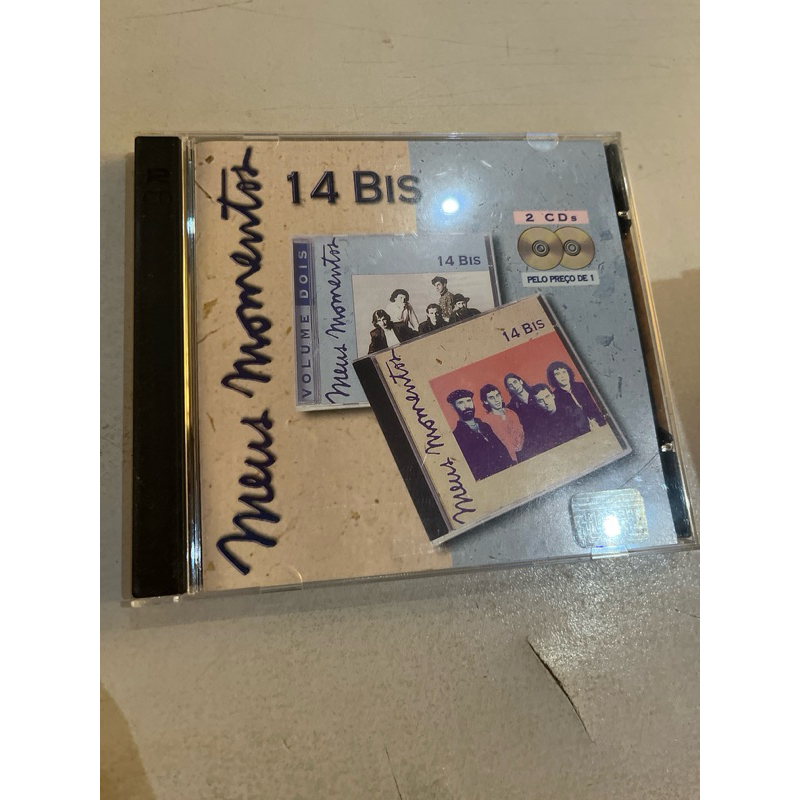 Meus Momentos
14 BIS
2 CDs
PELO PREÇO DE 1
VOLUME DOIS
Meus Momentos
14 BIS
Meus Momentos
14 BIS